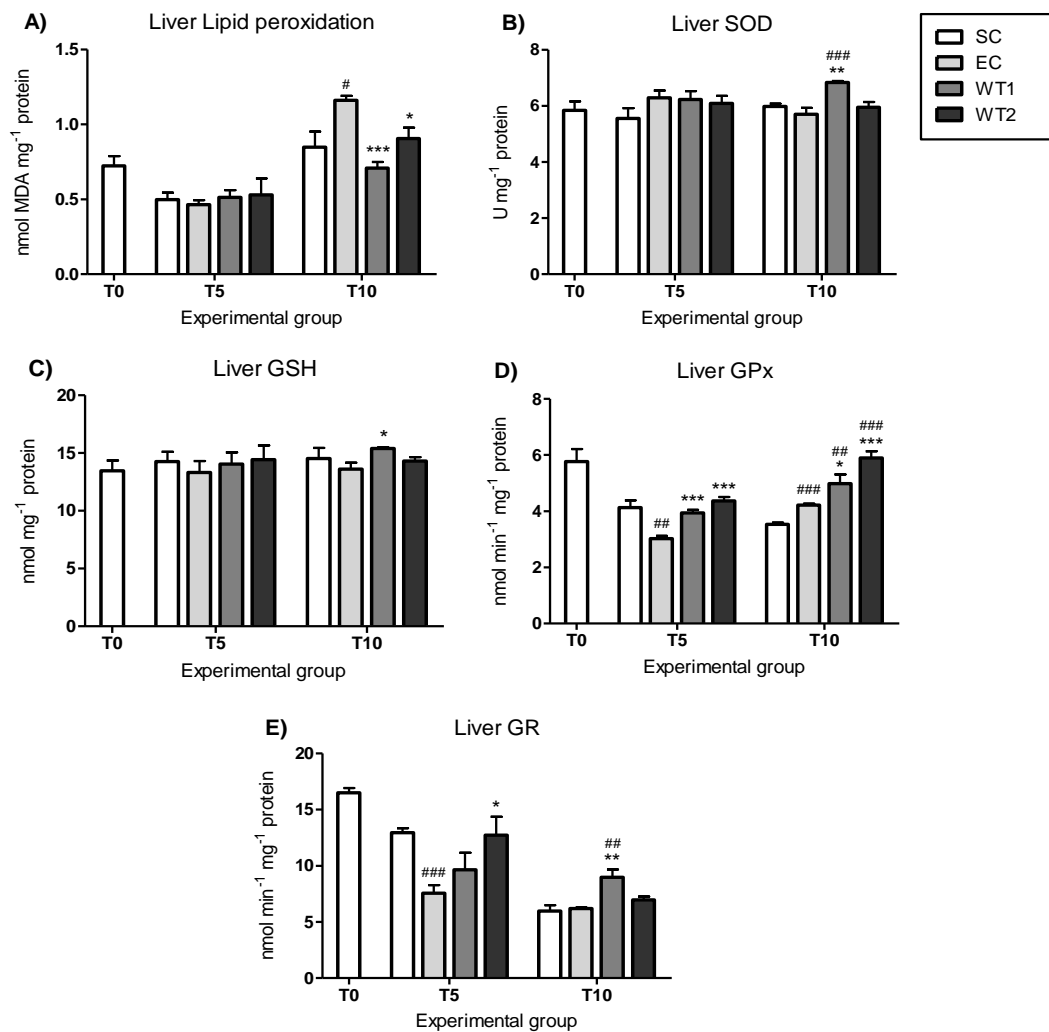 A)
Liver Lipid peroxidation
nmol MDA mg⁻¹ protein
1.5
1.0
0.5
0.0
#
***
*
T0 T5 T10
Experimental group
B)
Liver SOD
U mg⁻¹ protein
8
6
4
2
0
###
**
T0 T5 T10
Experimental group
SC
EC
WT1
WT2
C)
Liver GSH
nmol mg⁻¹ protein
20
15
10
5
0
*
T0 T5 T10
Experimental group
D)
Liver GPx
nmol min⁻¹ mg⁻¹ protein
8
6
4
2
0
##
***
***
###
##
*
###
***
T0 T5 T10
Experimental group
E)
Liver GR
nmol min⁻¹ mg⁻¹ protein
20
15
10
5
0
###
*
##
**
T0 T5 T10
Experimental group